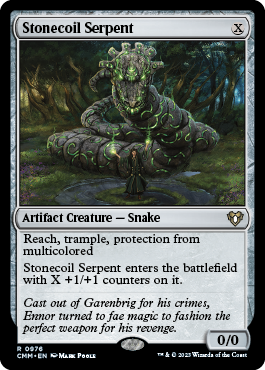 Stonecoil Serpent X
Artifact Creature — Snake
Reach, trample, protection from
multicolored
Stonecoil Serpent enters the battlefield
with X +1/+1 counters on it.
Cast out of Garenbrig for his crimes,
Ennor turned to fae magic to fashion the
perfect weapon for his revenge.
0/0
R 0976
CMM • EN Mark Poole
™ & © 2023 Wizards of the Coast